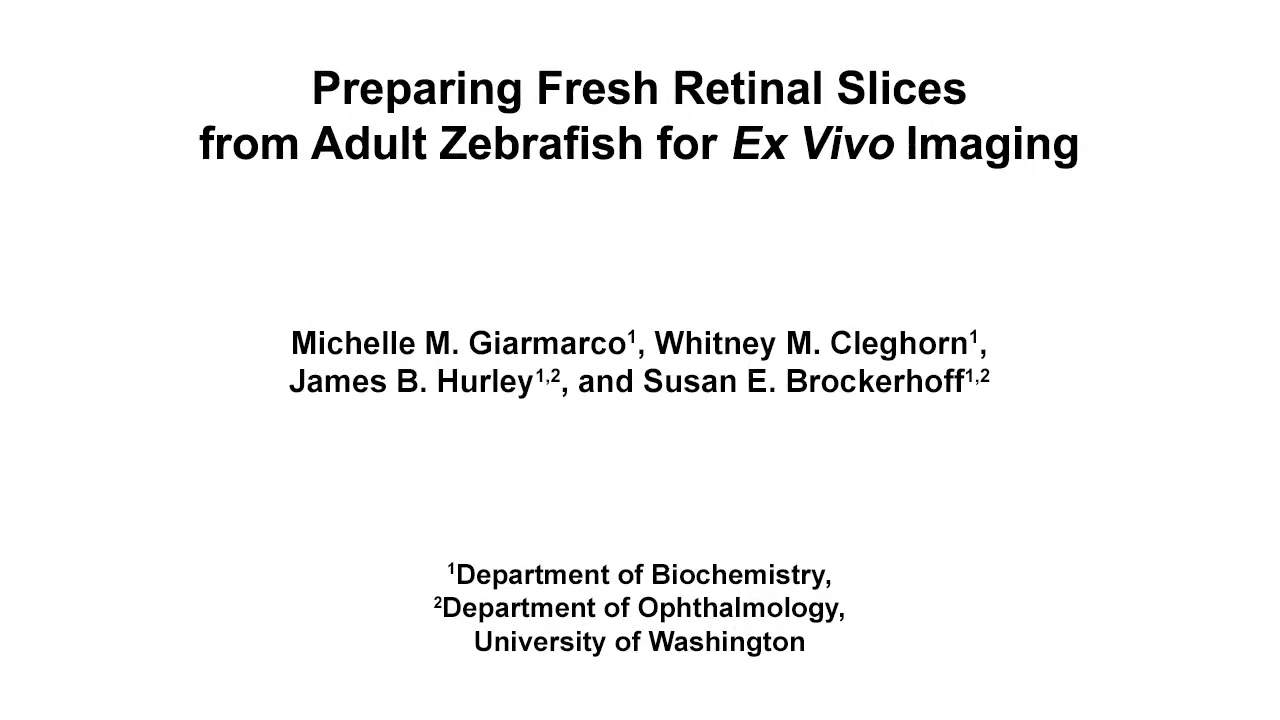 Preparing Fresh Retinal Slices
from Adult Zebrafish for Ex Vivo Imaging
Michelle M. Giarmarco¹, Whitney M. Cleghorn¹,
James B. Hurley¹,², and Susan E. Brockerhoff¹,²
¹Department of Biochemistry,
²Department of Ophthalmology,
University of Washington